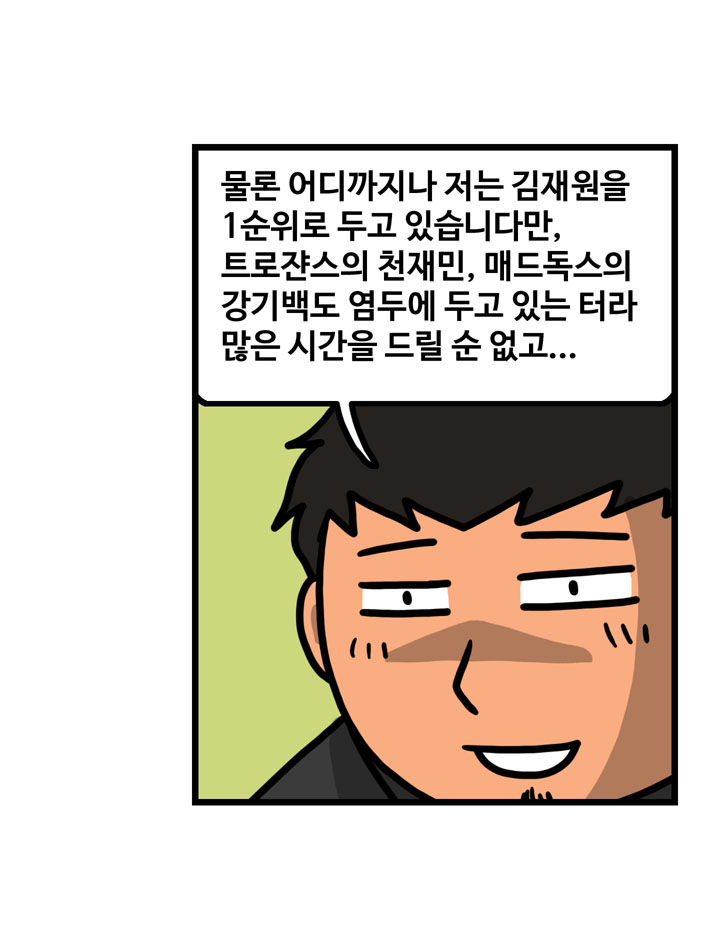 물론 어디까지나 저는 김재원을
1순위로 두고 있습니다만,
트로쟌스의 천재민, 매드독스의
강기백도 염두에 두고 있는 터라
많은 시간을 드릴 순 없고...